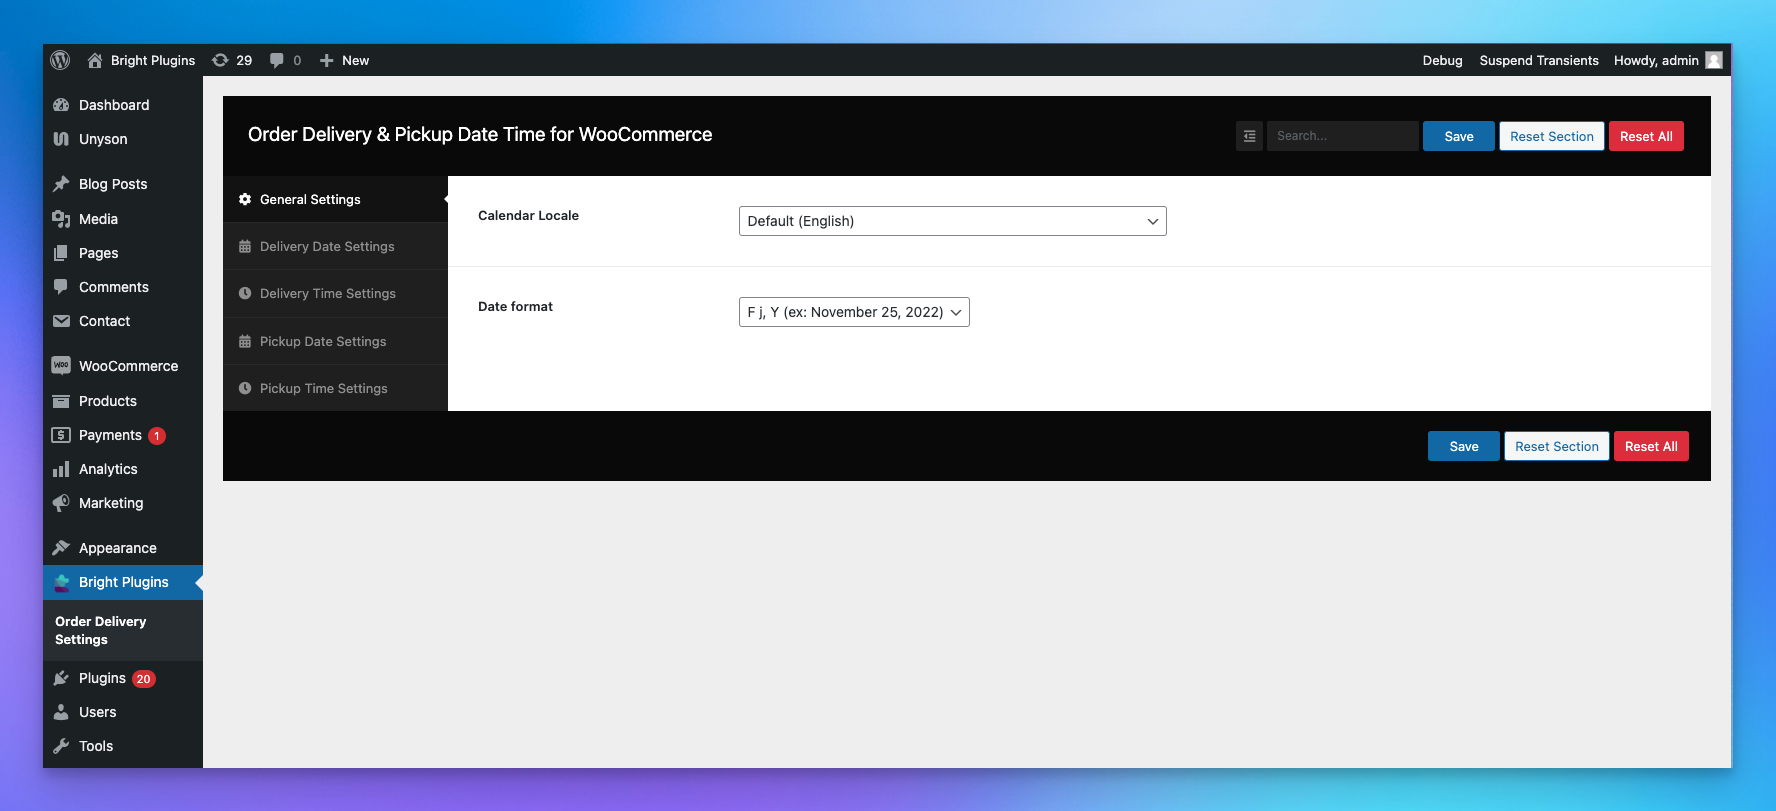 Bright Plugins 29 0 New Debug Suspend Transients Howdy, admin
Dashboard
Unyson
Blog Posts
Media
Pages
Comments
Contact
Woo WooCommerce
Products
Payments 1
Analytics
Marketing
Appearance
Bright Plugins
Order Delivery
Settings
Plugins 20
Users
Tools
Order Delivery & Pickup Date Time for WooCommerce
Search... Save Reset Section Reset All
General Settings
Delivery Date Settings
Delivery Time Settings
Pickup Date Settings
Pickup Time Settings
Calendar Locale Default (English)
Date format F j, Y (ex: November 25, 2022)
Save Reset Section Reset All